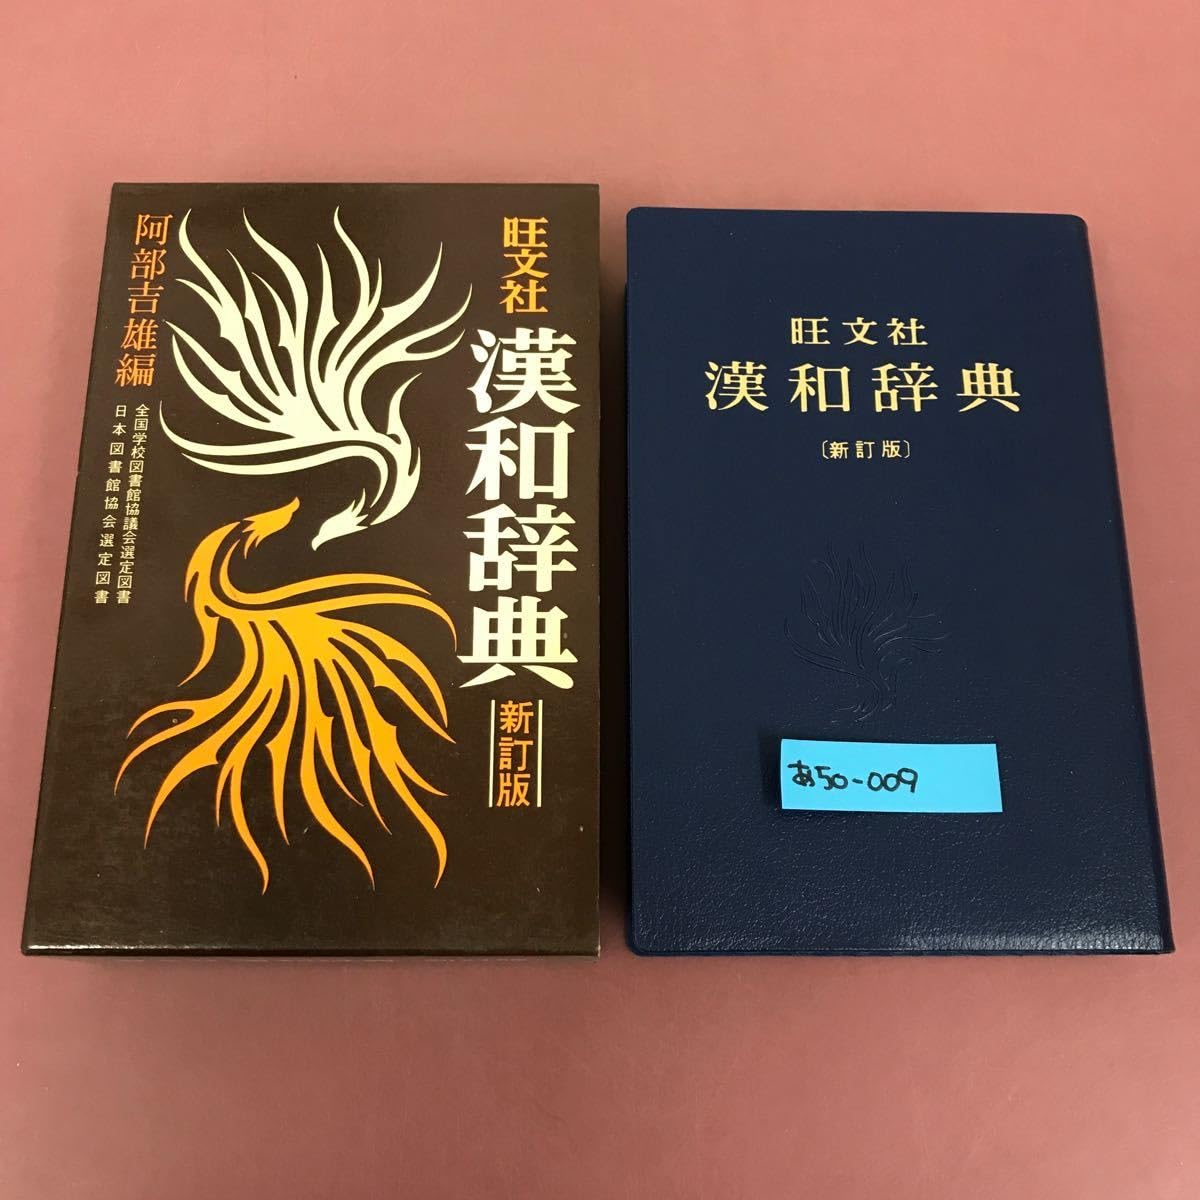 旺文社
漢和辞典
新訂版
阿部吉雄編
全国学校図書館協議会選定図書
日本図書館協会選定図書
旺文社
漢和辞典
〔新訂版〕
あ50-009